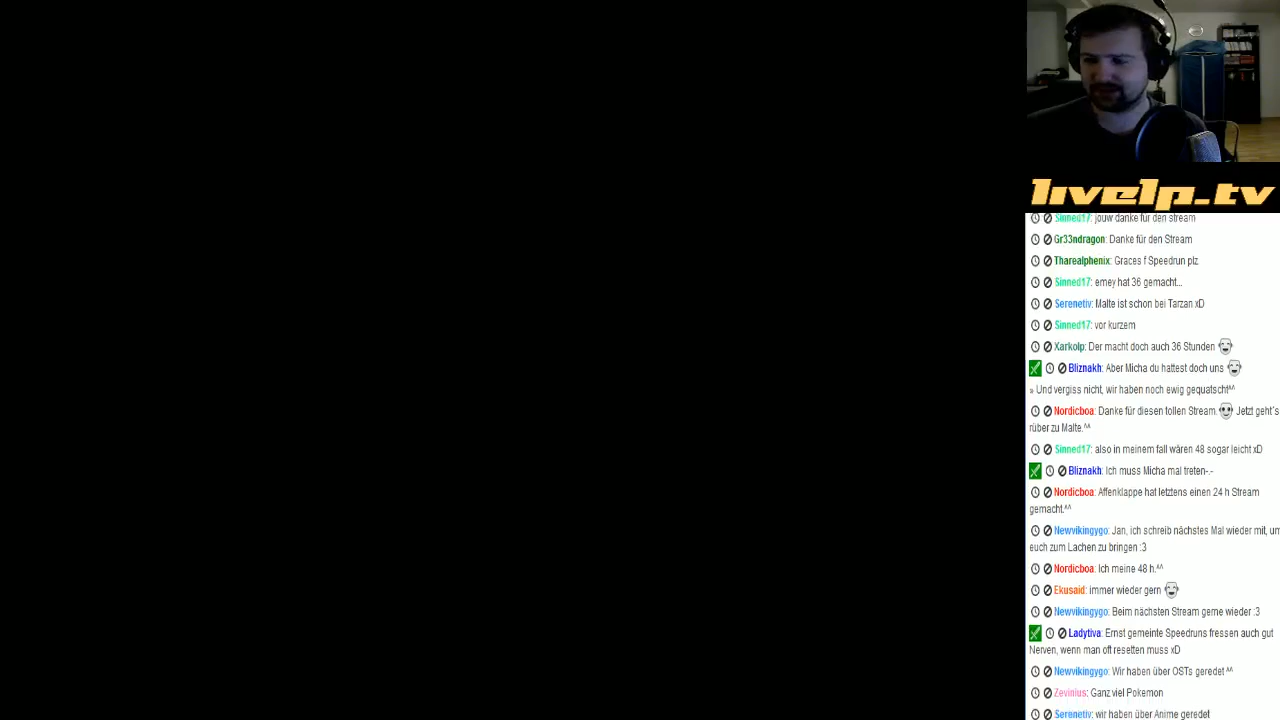 livelp.tv
Sinned17: jouw danke für den stream
Gr33ndragon: Danke für den Stream
Tharealphenix: Graces f Speedrun plz
Sinned17: emey hat 36 gemacht...
Serenetiv: Malte ist schon bei Tarzan xD
Sinned17: vor kurzem
Xarkolp: Der macht doch auch 36 Stunden
Bliznakh: Aber Micha du hattest doch uns
» Und vergiss nicht, wir haben noch ewig gequatscht^^
Nordicboa: Danke für diesen tollen Stream. Jetzt geht´s
rüber zu Malte.^^
Sinned17: also in meinem fall wären 48 sogar leicht xD
Bliznakh: Ich muss Micha mal treten-.-
Nordicboa: Affenklappe hat letztens einen 24 h Stream
gemacht.^^
Newvikingygo: Jan, ich schreib nächstes Mal wieder mit, um
euch zum Lachen zu bringen :3
Nordicboa: Ich meine 48 h.^^
Ekusaid: immer wieder gern
Newvikingygo: Beim nächsten Stream gerne wieder :3
Ladytiva: Ernst gemeinte Speedruns fressen auch gut
Nerven, wenn man oft resetten muss xD
Newvikingygo: Wir haben über OSTs geredet ^^
Zevinius: Ganz viel Pokemon
Serenetiv: wir haben über Anime geredet